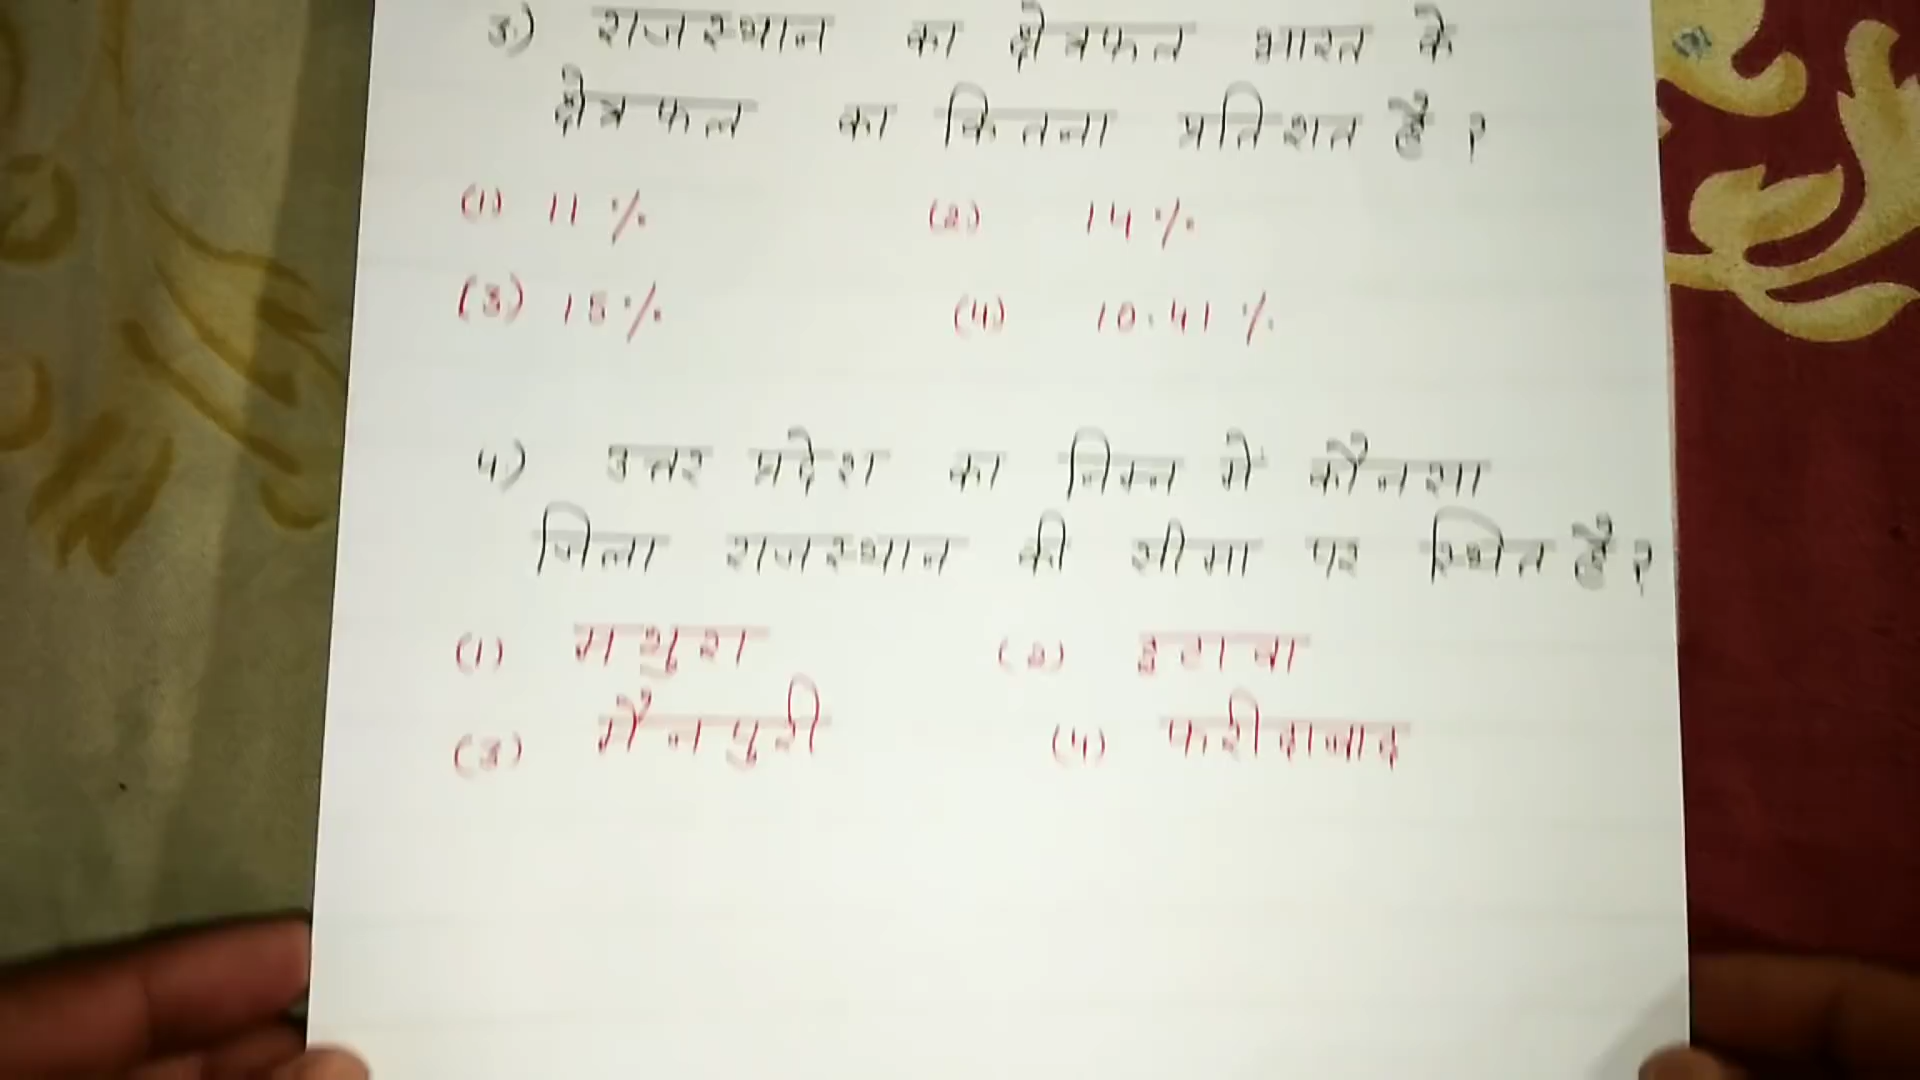 3.) राजस्थान का क्षेत्रफल भारत के
क्षेत्रफल का कितना प्रतिशत है ?
(1) 11 %
(2) 14 %
(3) 15 %
(4) 10.41 %
4.) उत्तर प्रदेश का निम्न में कौनसा
जिला राजस्थान की सीमा पर स्थित है ?
(1) मथुरा
(2) इटावा
(3) मैनपुरी
(4) फरीदाबाद